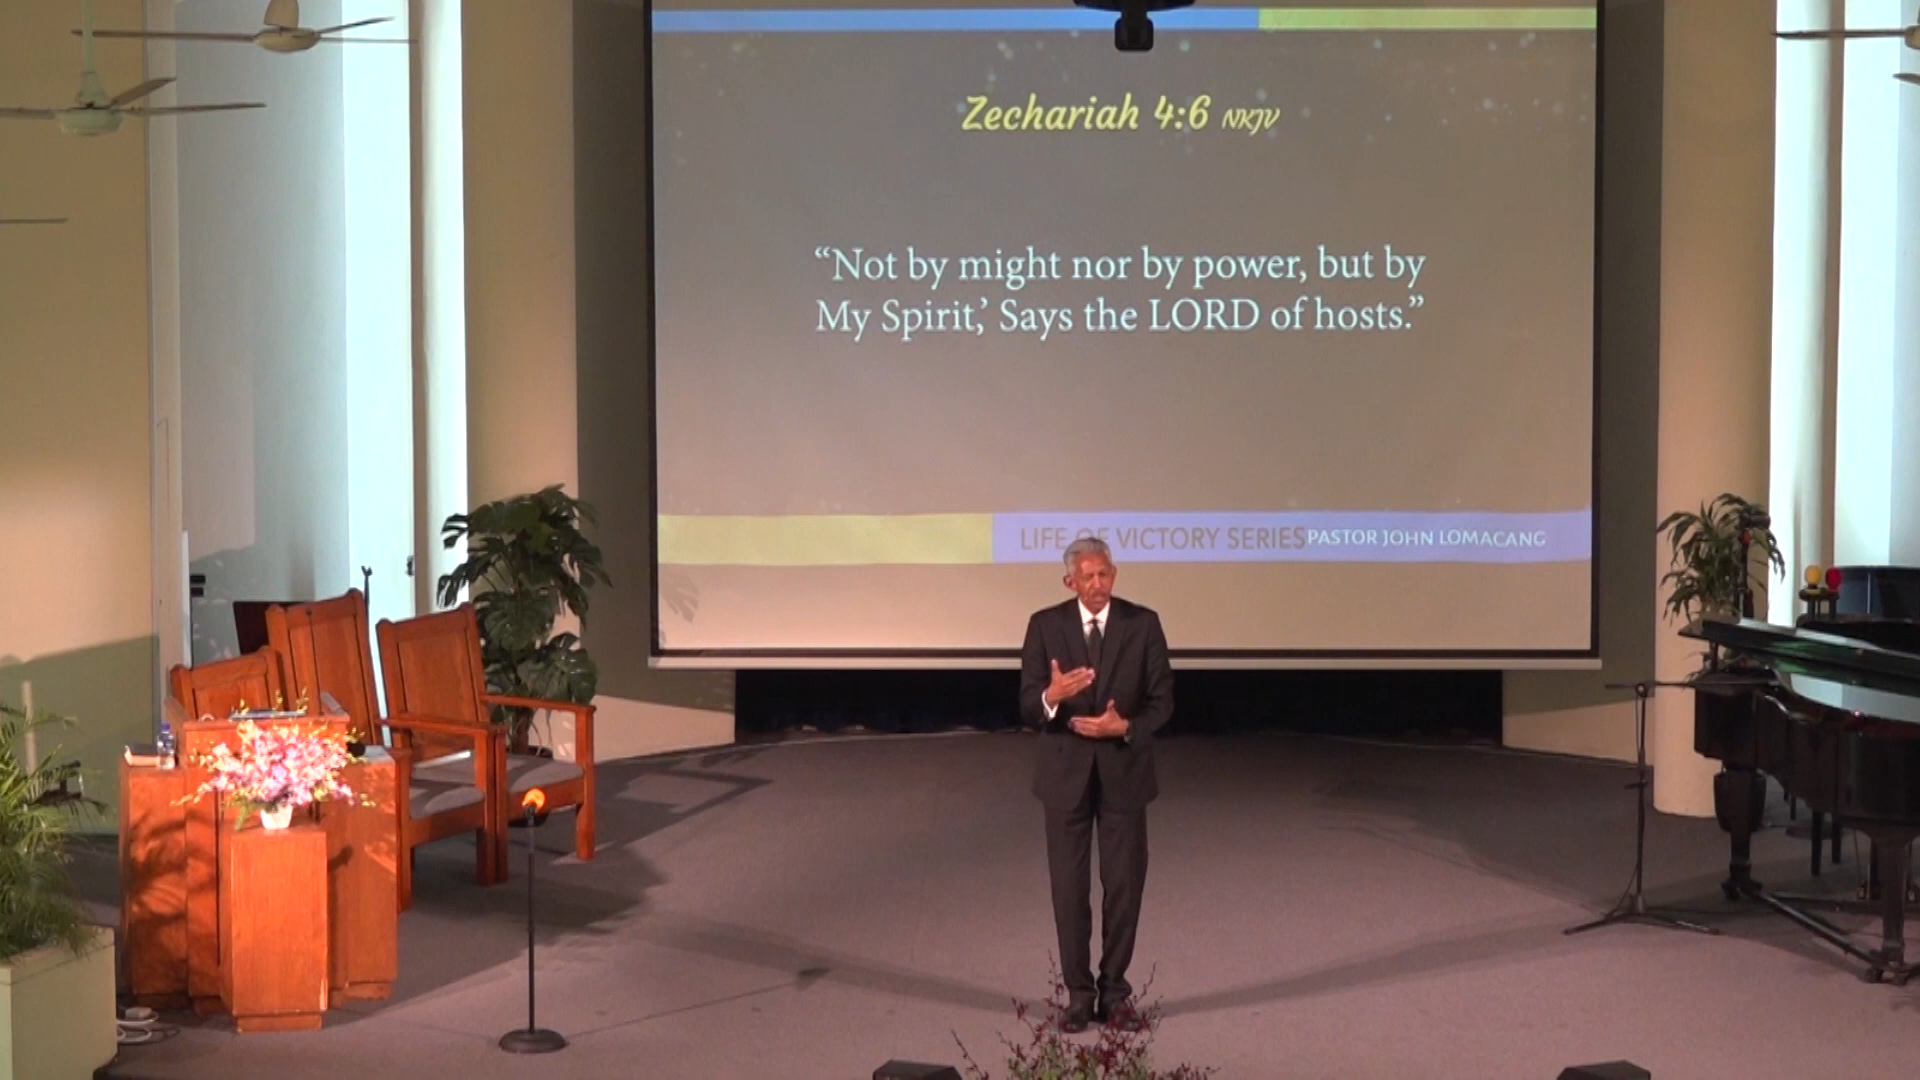 Zechariah 4:6 NKJV
“Not by might nor by power, but by
My Spirit,’ Says the LORD of hosts.”
LIFE OF VICTORY SERIES PASTOR JOHN LOMACANG